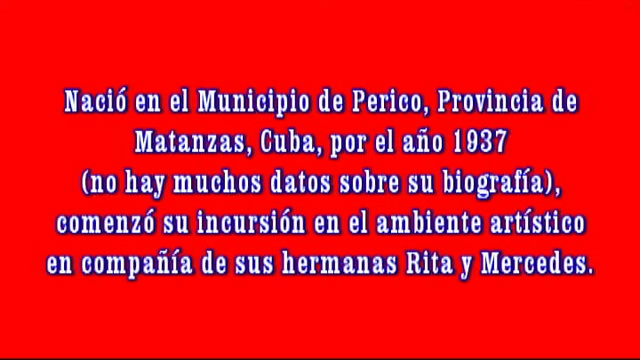 Nació en el Municipio de Perico, Provincia de
Matanzas, Cuba, por el año 1937
(no hay muchos datos sobre su biografía),
comenzó su incursión en el ambiente artístico
en compañía de sus hermanas Rita y Mercedes.